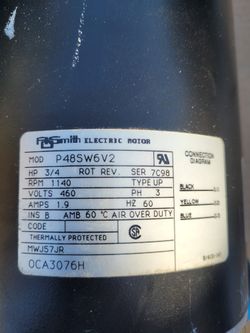 AOSmith ELECTRIC MOTOR
MOD P48SW6V2
HP 3/4 ROT REV. SER 7C98
RPM 1140 TYPE UP
VOLTS 460 PH 3
AMPS 1.9 HZ 60
INS B AMB 60 °C AIR OVER DUTY
CODE
THERMALLY PROTECTED
MWJ57JR
OCA3076H
CONNECTION
DIAGRAM
BLACK
YELLOW
BLUE